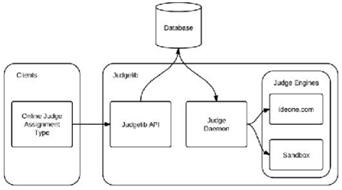 Database
Clients
Judgelib
Judge Engines
Online Judge
Assignment
Type
Judgelib API
Judge
Daemon
ideone.com
Sandbox